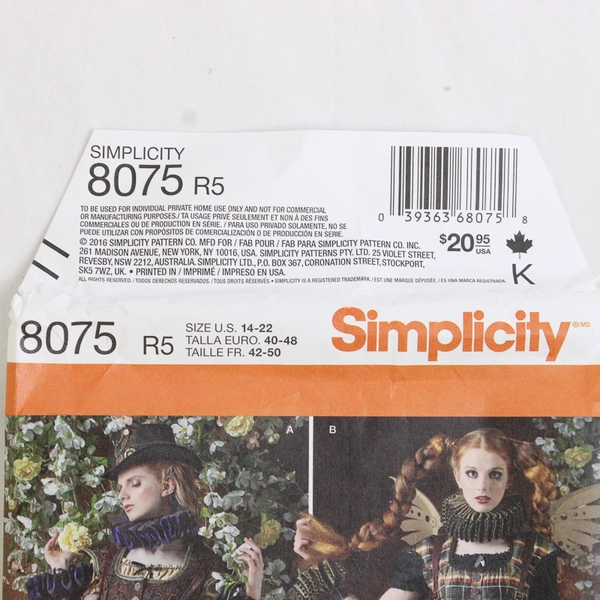 SIMPLICITY
8075 R5
TO BE USED FOR INDIVIDUAL PRIVATE HOME USE ONLY AND NOT FOR COMMERCIAL
OR MANUFACTURING PURPOSES / TA USAGE PRIVÉ SEULEMENT ET NON À DES FINS
COMMERCIALES OU DE PRODUCTION EN SÉRIE. / PARA USO PRIVADO SOLAMENTE, NO SE
PUEDE UTILIZAR CON PROPÓSITOS DE COMERCIALIZACIÓN O DE PRODUCCIÓN EN SERIE.
© 2016 SIMPLICITY PATTERN CO. MFD FOR / FAB POUR / FAB PARA SIMPLICITY PATTERN CO. INC.
261 MADISON AVENUE, NEW YORK, NY 10016, USA. SIMPLICITY PATTERNS PTY. LTD. 25 VIOLET STREET,
REVESBY, NSW 2212, AUSTRALIA. SIMPLICITY LTD., P.O. BOX 367, CORONATION STREET, STOCKPORT,
SK5 7WZ, UK. • PRINTED IN / IMPRIMÉ / IMPRESO EN USA.
ALL RIGHTS RESERVED. / TODOS DERECHOS RESERVADOS. / TOUS DROITS RÉSERVÉS. • SIMPLICITY IS A REGISTERED TRADEMARK. / EST UNE MARQUE DÉPOSÉE. / ES UNA MARCA REGISTRADA.
0 39363 68075 8
$20.95 USA
K
8075 R5
SIZE U.S. 14-22
TALLA EURO. 40-48
TAILLE FR. 42-50
Simplicity ®/MD
A B